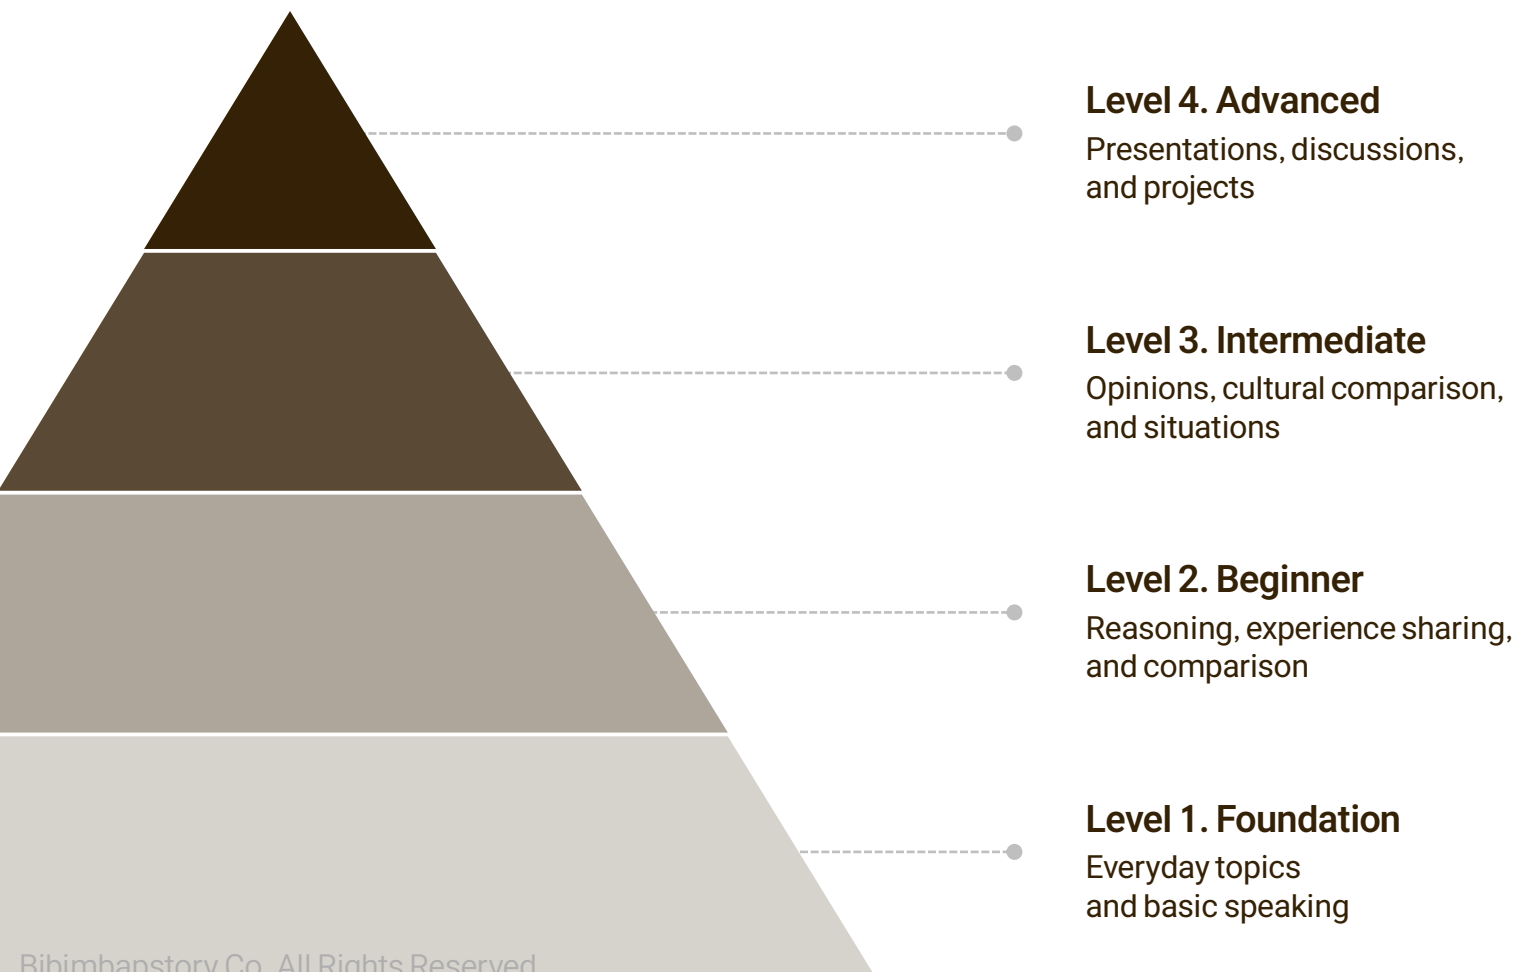 Level 4. Advanced
Presentations, discussions,
and projects
Level 3. Intermediate
Opinions, cultural comparison,
and situations
Level 2. Beginner
Reasoning, experience sharing,
and comparison
Level 1. Foundation
Everyday topics
and basic speaking
Bibimbapstory Co. All Rights Reserved